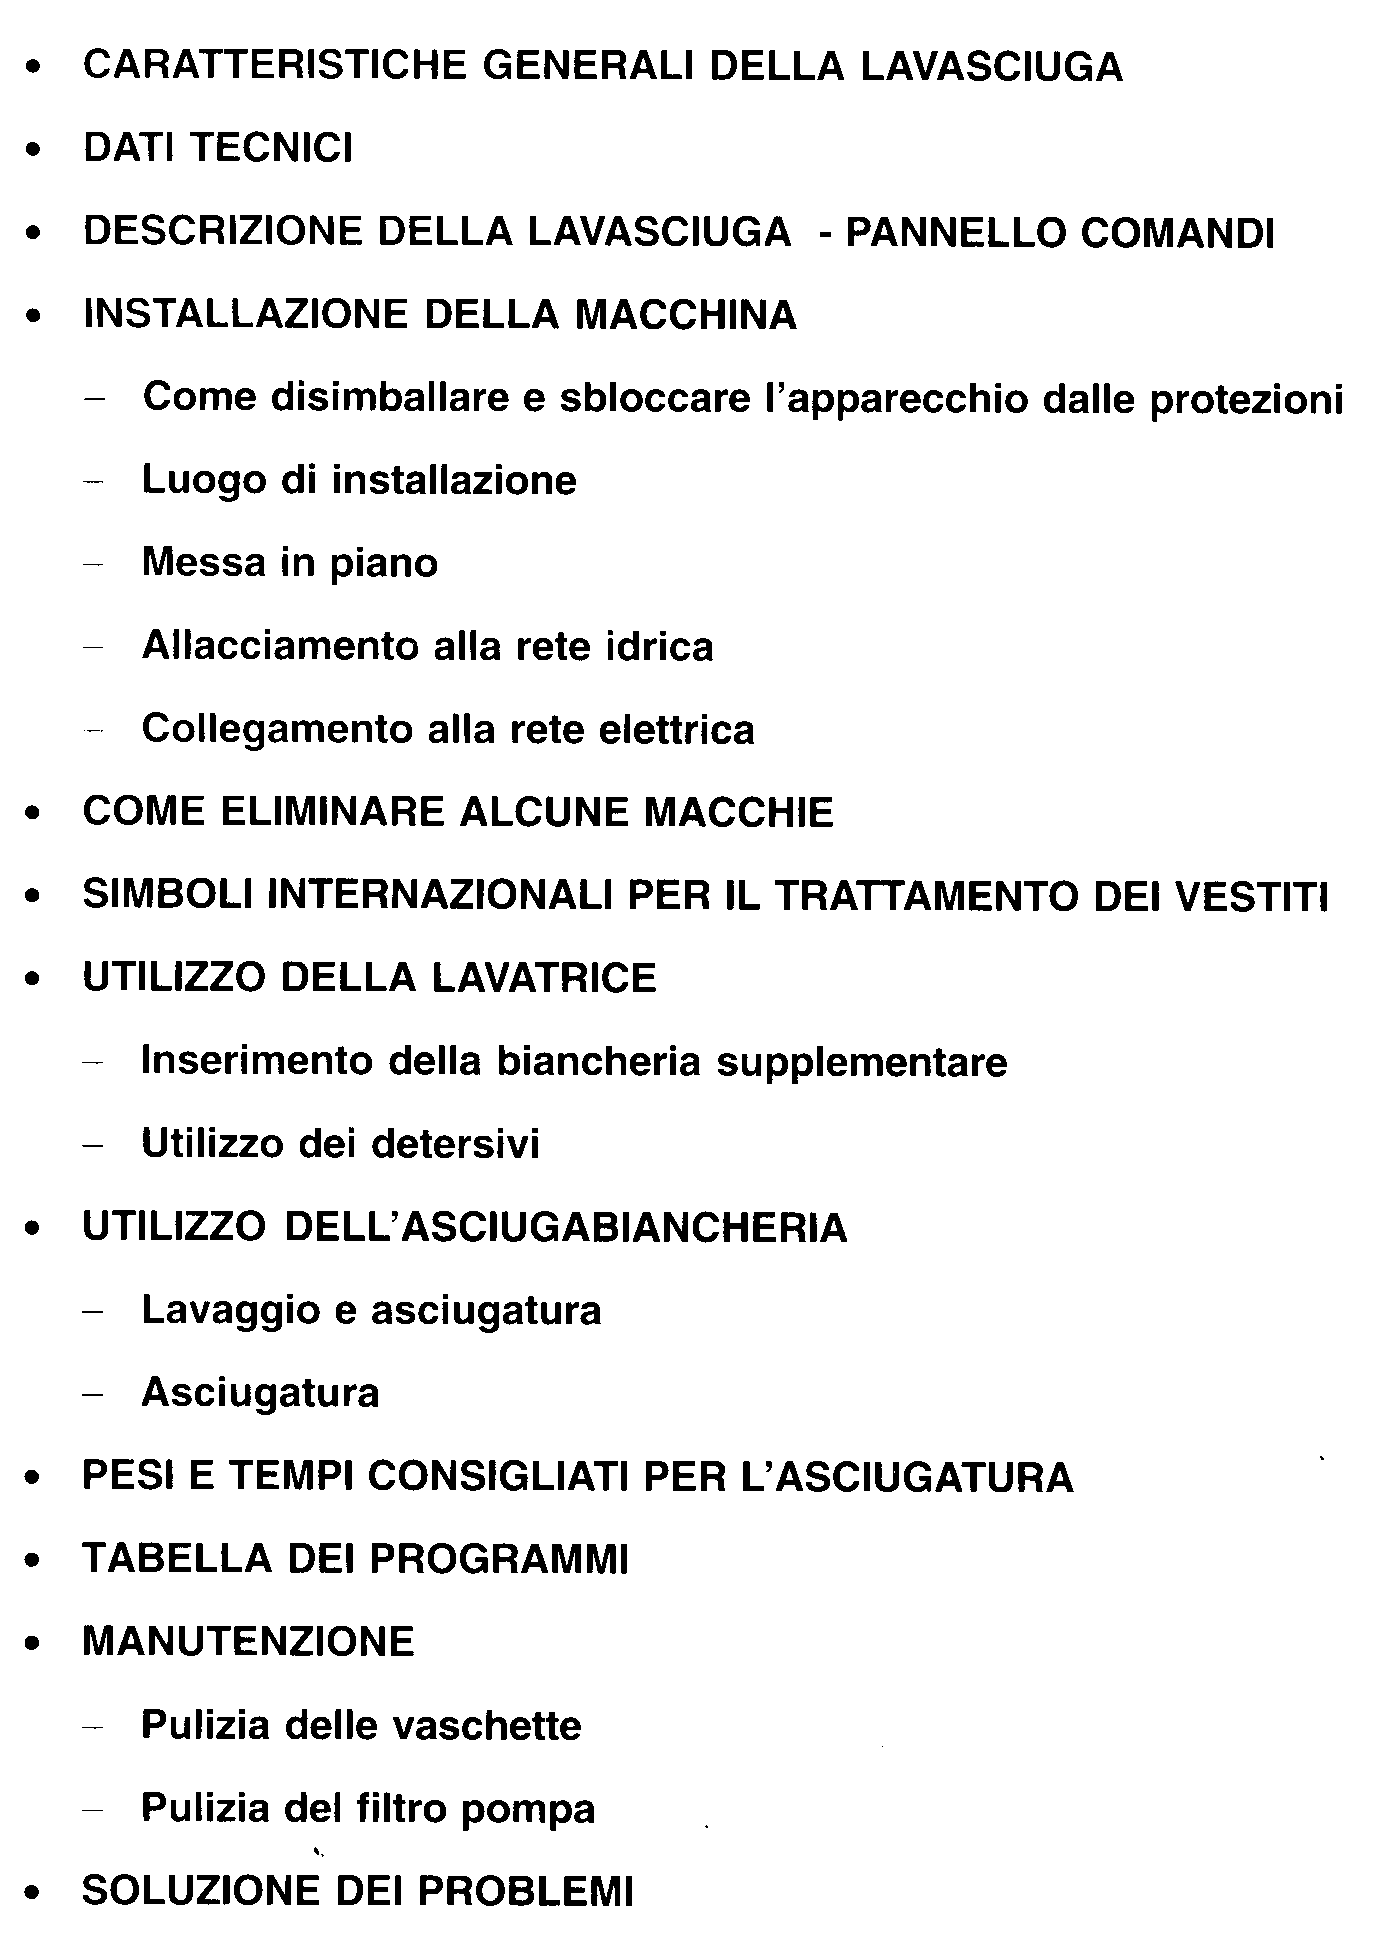 • CARATTERISTICHE GENERALI DELLA LAVASCIUGA
• DATI TECNICI
• DESCRIZIONE DELLA LAVASCIUGA - PANNELLO COMANDI
• INSTALLAZIONE DELLA MACCHINA
– Come disimballare e sbloccare l'apparecchio dalle protezioni
– Luogo di installazione
– Messa in piano
– Allacciamento alla rete idrica
– Collegamento alla rete elettrica
• COME ELIMINARE ALCUNE MACCHIE
• SIMBOLI INTERNAZIONALI PER IL TRATTAMENTO DEI VESTITI
• UTILIZZO DELLA LAVATRICE
– Inserimento della biancheria supplementare
– Utilizzo dei detersivi
• UTILIZZO DELL'ASCIUGABIANCHERIA
– Lavaggio e asciugatura
– Asciugatura
• PESI E TEMPI CONSIGLIATI PER L'ASCIUGATURA
• TABELLA DEI PROGRAMMI
• MANUTENZIONE
– Pulizia delle vaschette
– Pulizia del filtro pompa
• SOLUZIONE DEI PROBLEMI